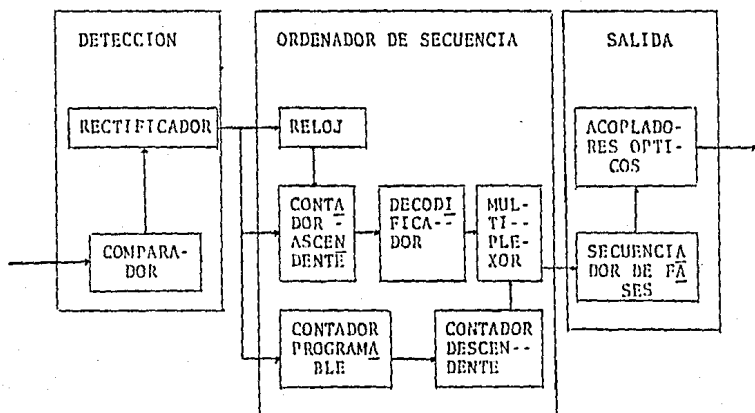 DETECCION
RECTIFICADOR
COMPARA-
DOR
ORDENADOR DE SECUENCIA
RELOJ
CONTA
DOR -
ASCEN
DENTE
DECODI
FICA--
DOR
MUL-
TI--
PLE-
XOR
CONTADOR
PROGRAMA
BLE
CONTADOR
DESCEN--
DENTE
SALIDA
ACOPLADO-
RES OPTI-
COS
SECUENCIA
DOR DE FA
SES